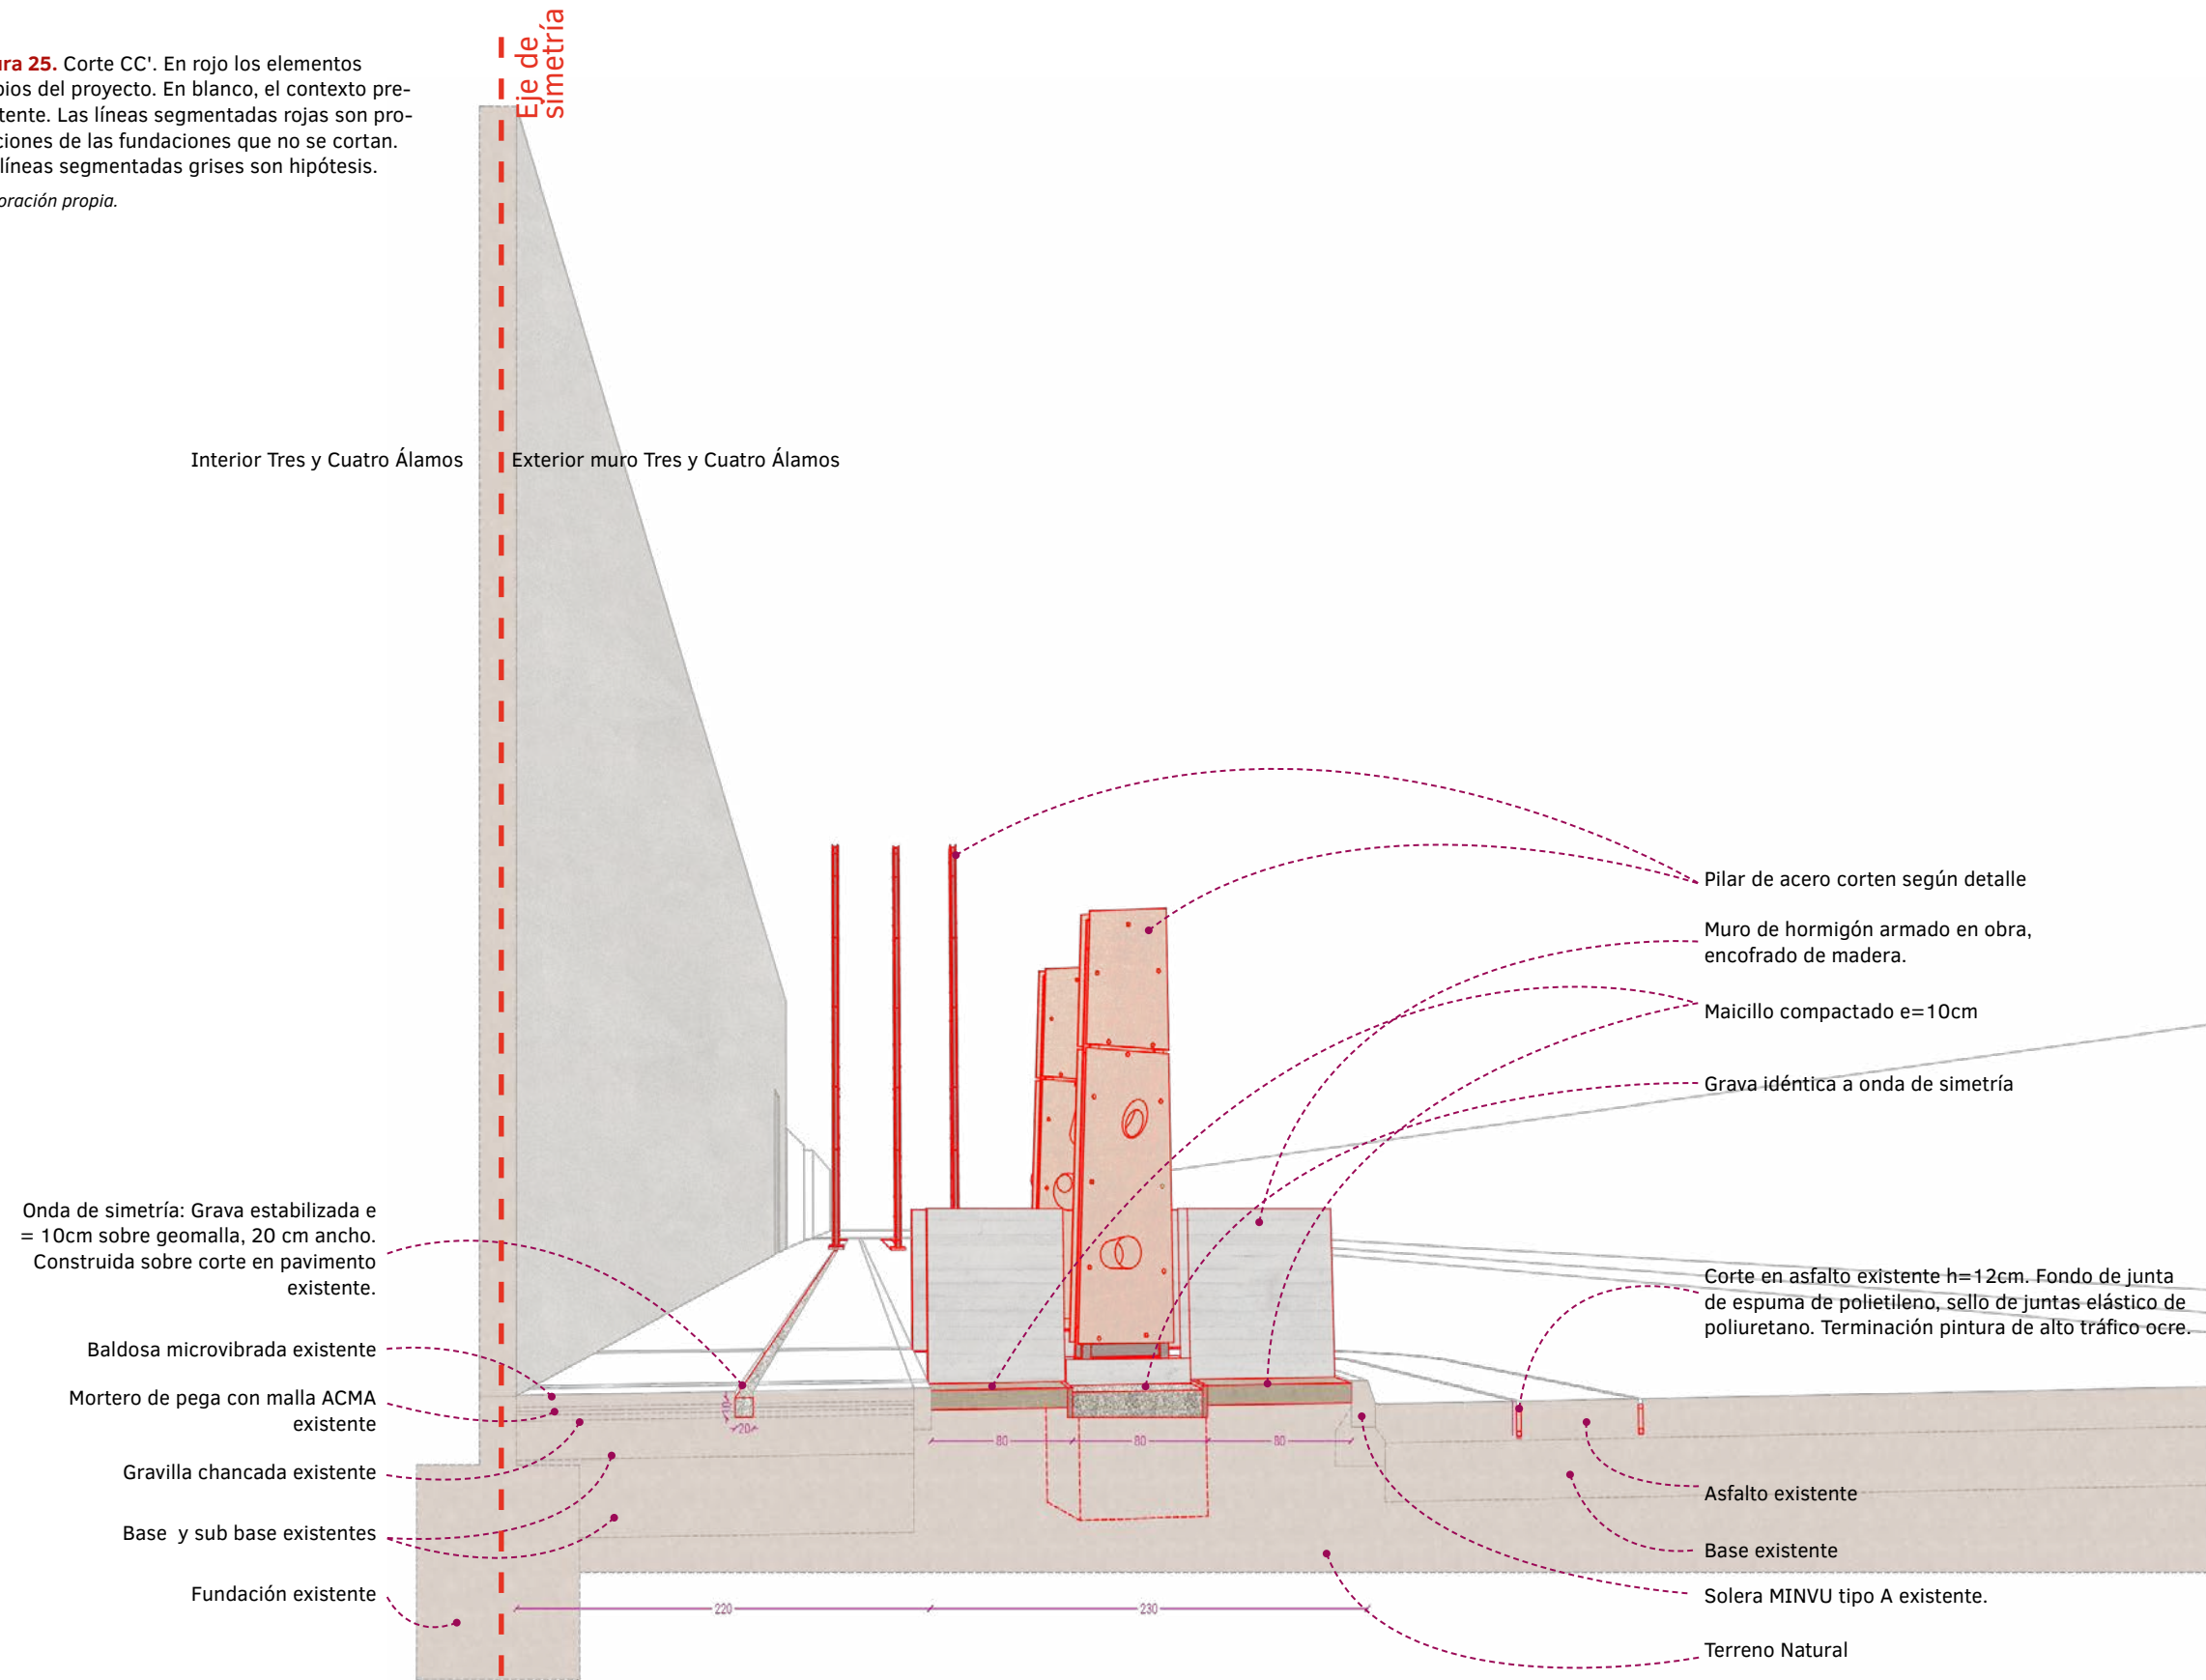 ura 25. Corte CC'. En rojo los elementos
pios del proyecto. En blanco, el contexto pre-
tente. Las líneas segmentadas rojas son pro-
ciones de las fundaciones que no se cortan.
líneas segmentadas grises son hipótesis.
oración propia.
Eje de
simetría
Interior Tres y Cuatro Álamos
Exterior muro Tres y Cuatro Álamos
Pilar de acero corten según detalle
Muro de hormigón armado en obra,
encofrado de madera.
Maicillo compactado e=10cm
Grava idéntica a onda de simetría
Corte en asfalto existente h=12cm. Fondo de junta
de espuma de polietileno, sello de juntas elástico de
poliuretano. Terminación pintura de alto tráfico ocre.
Onda de simetría: Grava estabilizada e
= 10cm sobre geomalla, 20 cm ancho.
Construida sobre corte en pavimento
existente.
Baldosa microvibrada existente
Mortero de pega con malla ACMA
existente
Gravilla chancada existente
Base y sub base existentes
Fundación existente
10
20
80
80
80
220
230
Asfalto existente
Base existente
Solera MINVU tipo A existente.
Terreno Natural